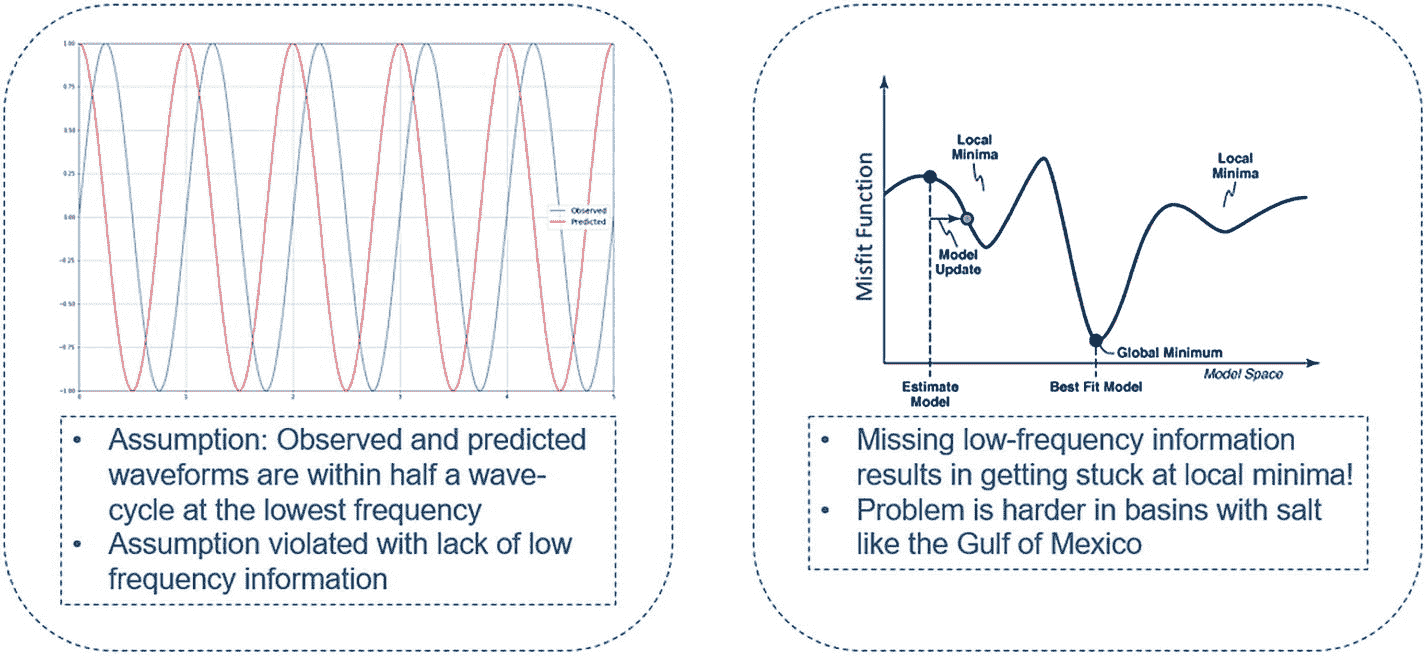 1.00
0.75
0.50
0.25
0.00
−0.25
−0.50
−0.75
−1.00
0
1
2
3
4
5
Observed
Predicted
• Assumption: Observed and predicted
waveforms are within half a wave-
cycle at the lowest frequency
• Assumption violated with lack of low
frequency information
Misfit Function
Local
Minima
Model
Update
Local
Minima
Global Minimum
Model Space
Estimate
Model
Best Fit Model
• Missing low-frequency information
results in getting stuck at local minima!
• Problem is harder in basins with salt
like the Gulf of Mexico